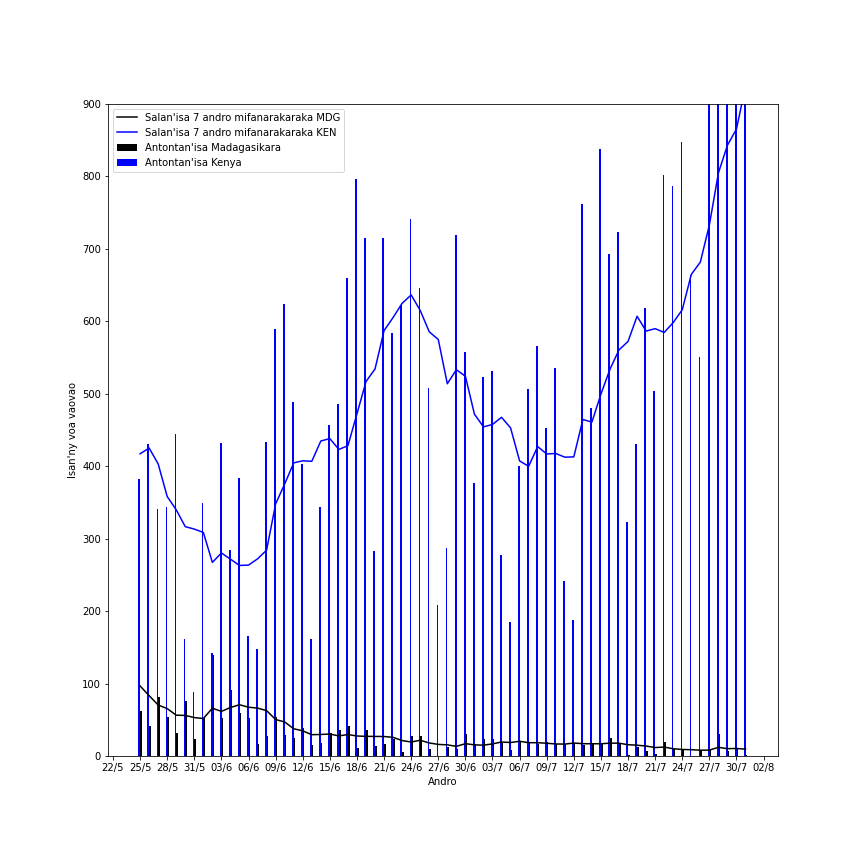 900
Salan'isa 7 andro mifanarakaraka MDG
Salan'isa 7 andro mifanarakaraka KEN
Antontan'isa Madagasikara
Antontan'isa Kenya
800
700
600
500
400
300
200
100
0
Isan'ny voa vaovao
22/5 25/5 28/5 31/5 03/6 06/6 09/6 12/6 15/6 18/6 21/6 24/6 27/6 30/6 03/7 06/7 09/7 12/7 15/7 18/7 21/7 24/7 27/7 30/7 02/8
Andro